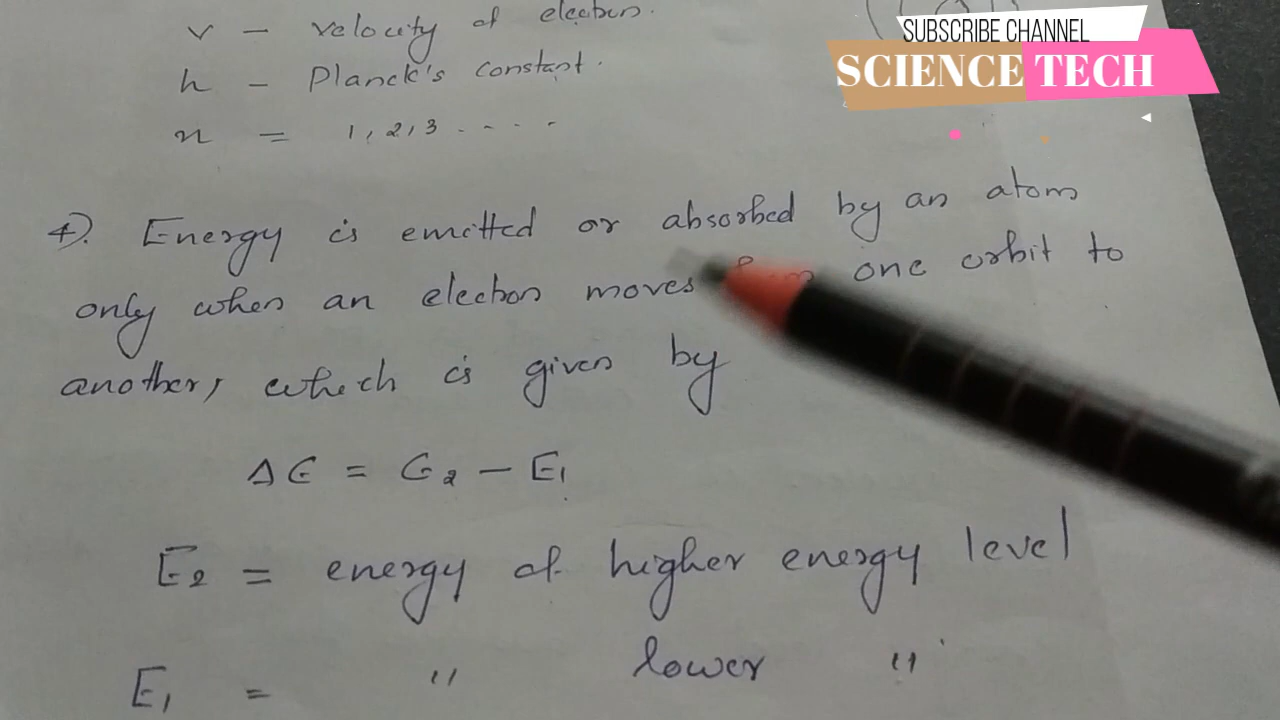 v - velocity of electron.
SUBSCRIBE CHANNEL
SCIENCE TECH
h - Planck's constant.
n = 1, 2, 3 - - - -
4). Energy is emitted or absorbed by an atom
only when an electron moves one orbit to
another, which is given by
ΔE = E₂ - E₁
E₂ = energy of higher energy level
E₁ = " lower "